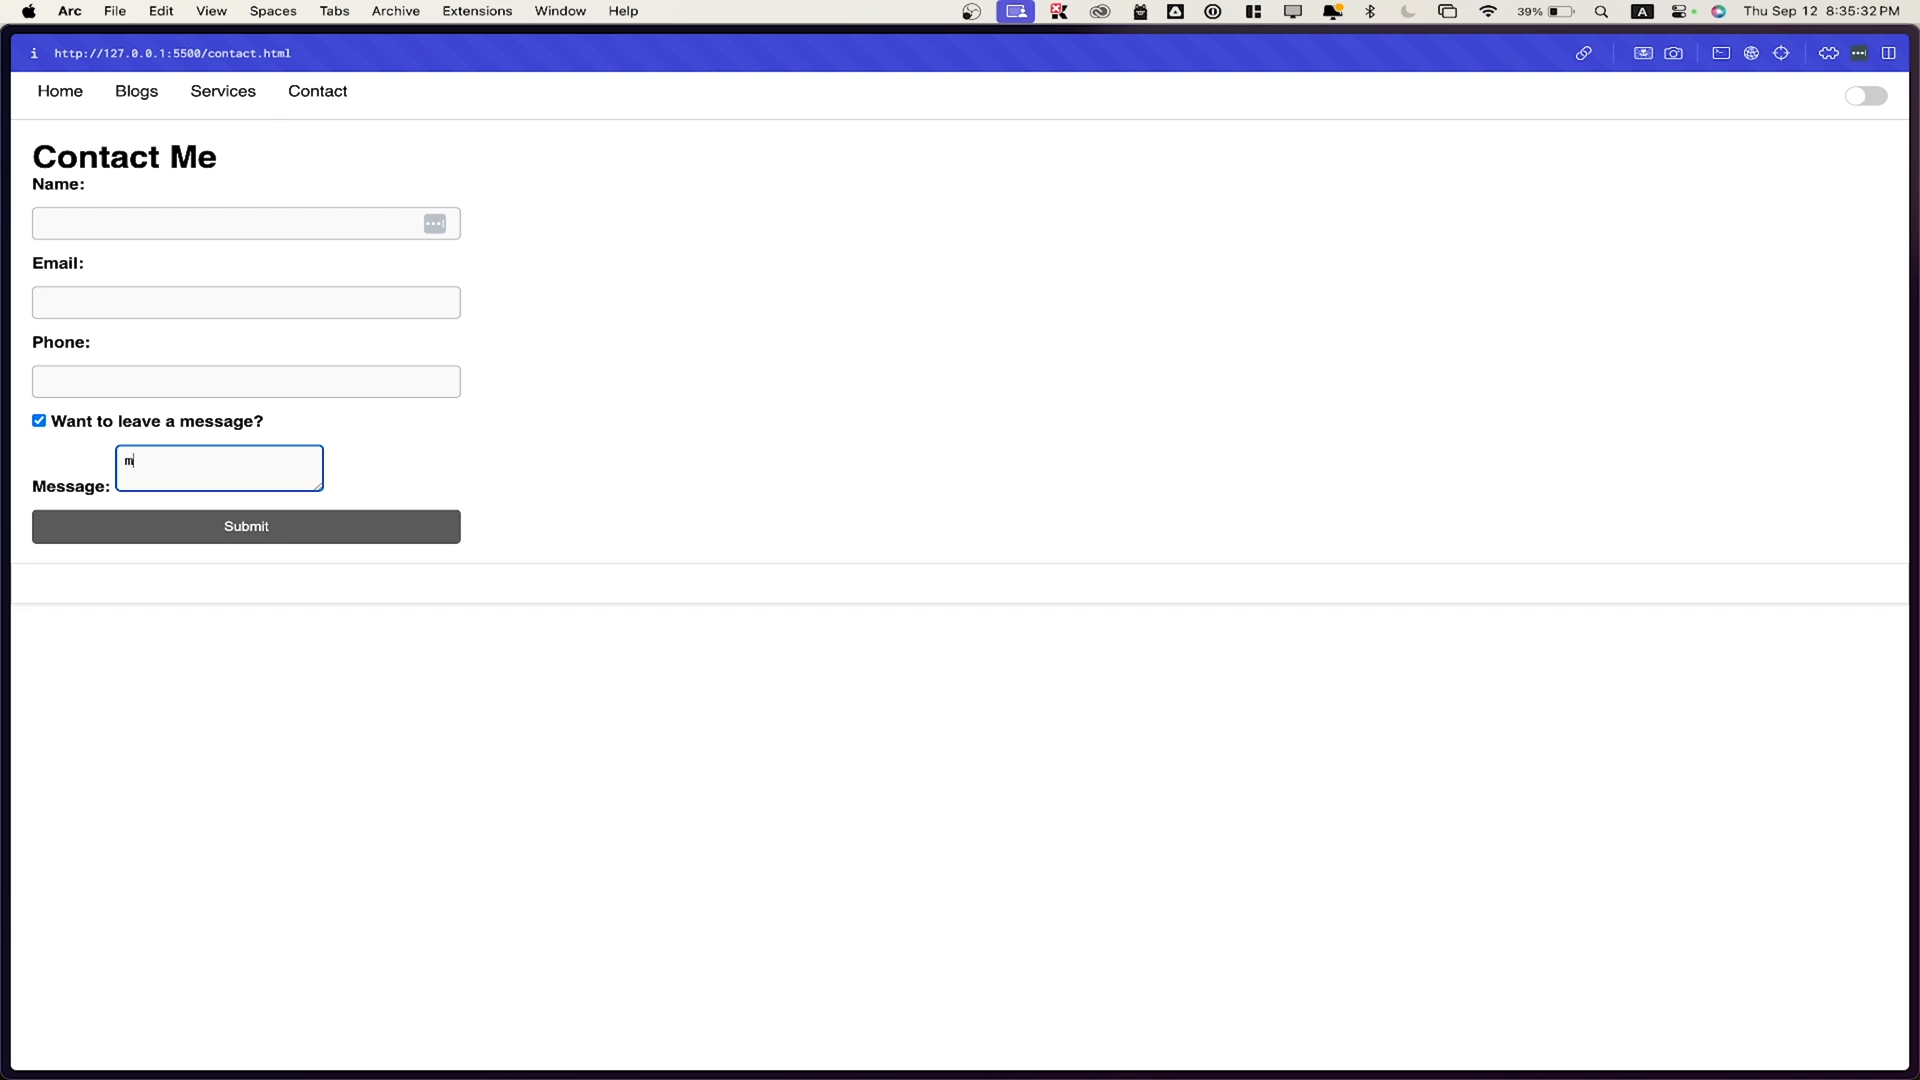 Arc File Edit View Spaces Tabs Archive Extensions Window Help 39% A Thu Sep 12 8:35:32 PM
http://127.0.0.1:5500/contact.html
Home Blogs Services Contact
Contact Me
Name:
Email:
Phone:
Want to leave a message?
m
Message:
Submit